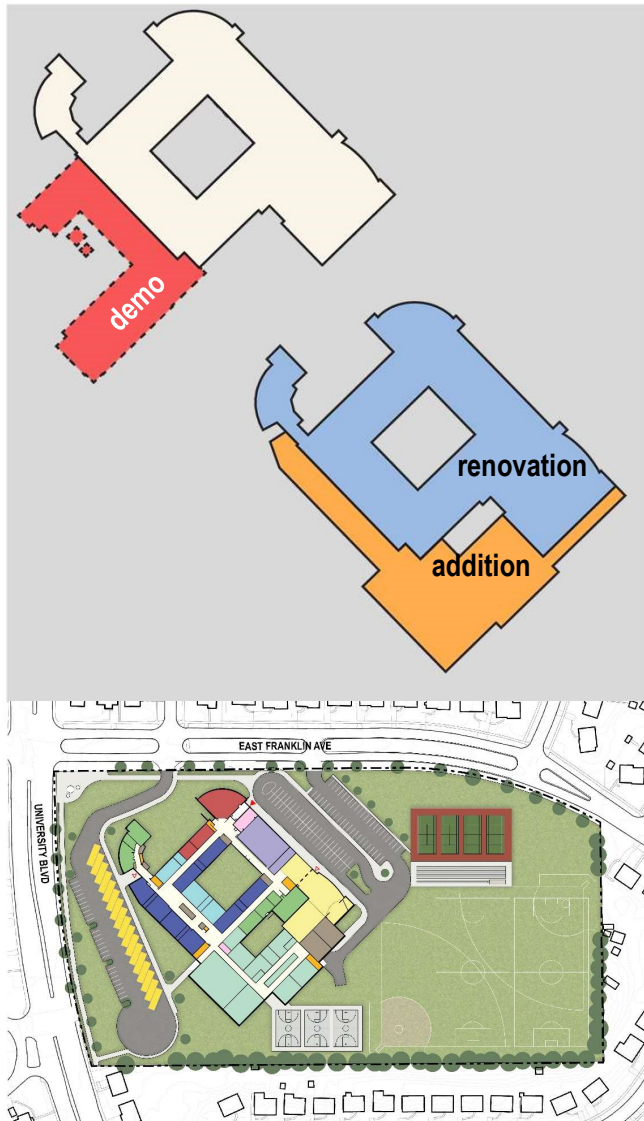 demo
renovation
addition
EAST FRANKLIN AVE
UNIVERSITY BLVD